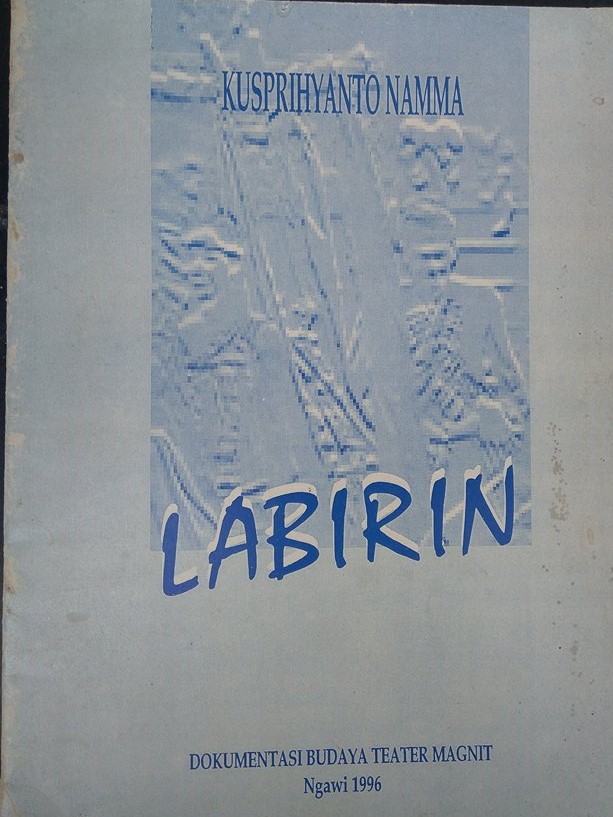 KUSPRIHYANTO NAMMA
LABIRIN
DOKUMENTASI BUDAYA TEATER MAGNIT
Ngawi 1996